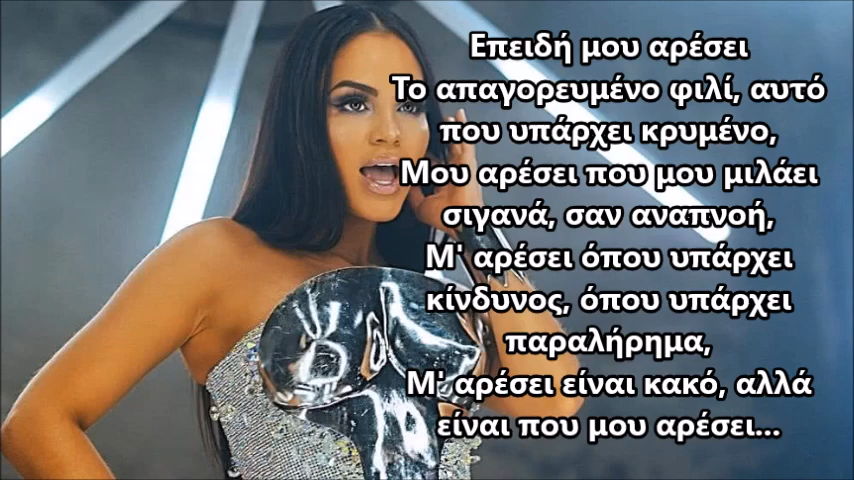 Επειδή μου αρέσει
Το απαγορευμένο φιλί, αυτό
που υπάρχει κρυμένο,
Μου αρέσει που μου μιλάει
σιγανά, σαν αναπνοή,
Μ' αρέσει όπου υπάρχει
κίνδυνος, όπου υπάρχει
παραλήρημα,
Μ' αρέσει είναι κακό, αλλά
είναι που μου αρέσει...